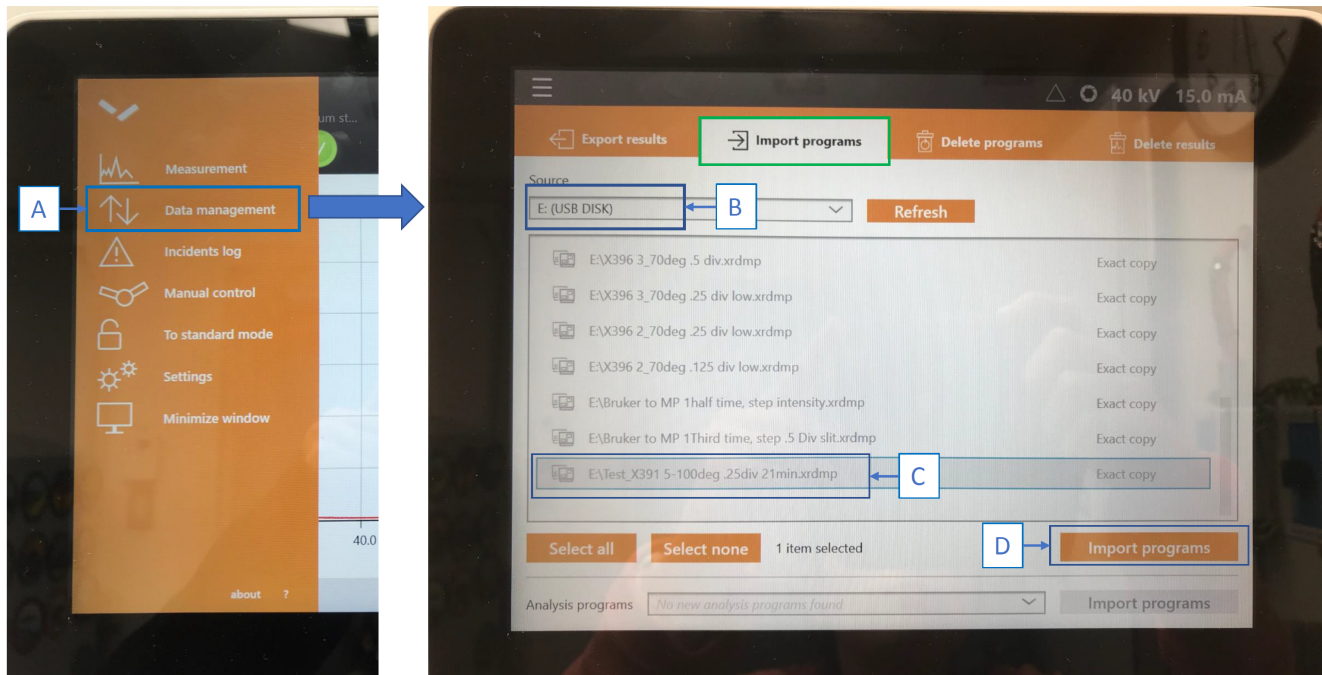 um st...
Measurement
A
Data management
Incidents log
Manual control
To standard mode
Settings
Minimize window
40.0
about ?
40 kV 15.0 mA
Export results
Import programs
Delete programs
Delete results
Source
E: (USB DISK)
B
Refresh
E:\X396 3_70deg .5 div.xrdmp Exact copy
E:\X396 3_70deg .25 div low.xrdmp Exact copy
E:\X396 2_70deg .25 div low.xrdmp Exact copy
E:\X396 2_70deg .125 div low.xrdmp Exact copy
E:\Bruker to MP 1half time, step intensity.xrdmp Exact copy
E:\Bruker to MP 1Third time, step .5 Div slit.xrdmp Exact copy
E:\Test_X391 5-100deg .25div 21min.xrdmp Exact copy
C
Select all
Select none
1 item selected
D
Import programs
Analysis programs
No new analysis programs found
Import programs